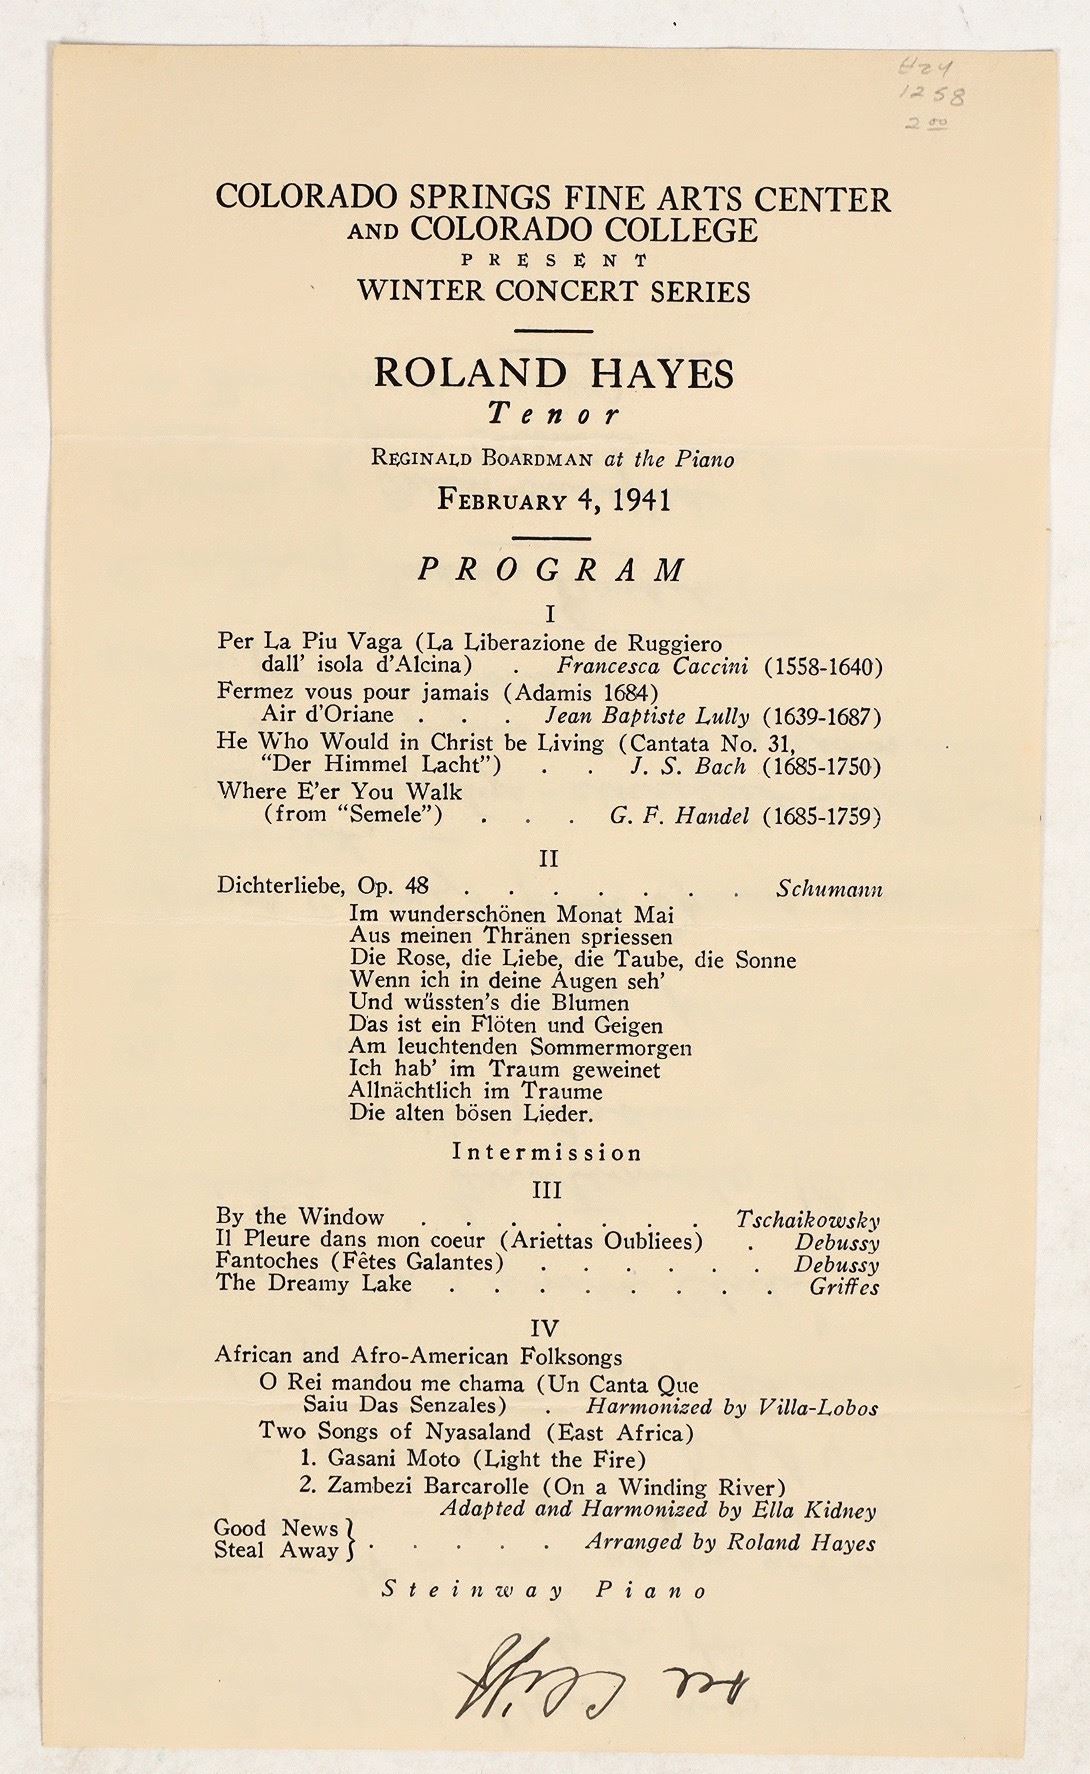 424
1258
2 00
COLORADO SPRINGS FINE ARTS CENTER
AND COLORADO COLLEGE
PRESENT
WINTER CONCERT SERIES
ROLAND HAYES
Tenor
REGINALD BOARDMAN at the Piano
FEBRUARY 4, 1941
PROGRAM
I
Per La Piu Vaga (La Liberazione de Ruggiero
dall' isola d'Alcina) . Francesca Caccini (1558-1640)
Fermez vous pour jamais (Adamis 1684)
Air d'Oriane . . . Jean Baptiste Lully (1639-1687)
He Who Would in Christ be Living (Cantata No. 31,
"Der Himmel Lacht") . . J. S. Bach (1685-1750)
Where E'er You Walk
(from "Semele") . . . G. F. Handel (1685-1759)
II
Dichterliebe, Op. 48 . . . . . . . Schumann
Im wunderschönen Monat Mai
Aus meinen Thränen spriessen
Die Rose, die Liebe, die Taube, die Sonne
Wenn ich in deine Augen seh'
Und wüssten's die Blumen
Das ist ein Flöten und Geigen
Am leuchtenden Sommermorgen
Ich hab' im Traum geweinet
Allnächtlich im Traume
Die alten bösen Lieder.
Intermission
III
By the Window . . . . . . . Tschaikowsky
Il Pleure dans mon coeur (Ariettas Oubliees) . Debussy
Fantoches (Fêtes Galantes) . . . . . . Debussy
The Dreamy Lake . . . . . . . . Griffes
IV
African and Afro-American Folksongs
O Rei mandou me chama (Un Canta Que
Saiu Das Senzales) . Harmonized by Villa-Lobos
Two Songs of Nyasaland (East Africa)
1. Gasani Moto (Light the Fire)
2. Zambezi Barcarolle (On a Winding River)
Adapted and Harmonized by Ella Kidney
Good News
Steal Away } . . . . . Arranged by Roland Hayes
Steinway Piano